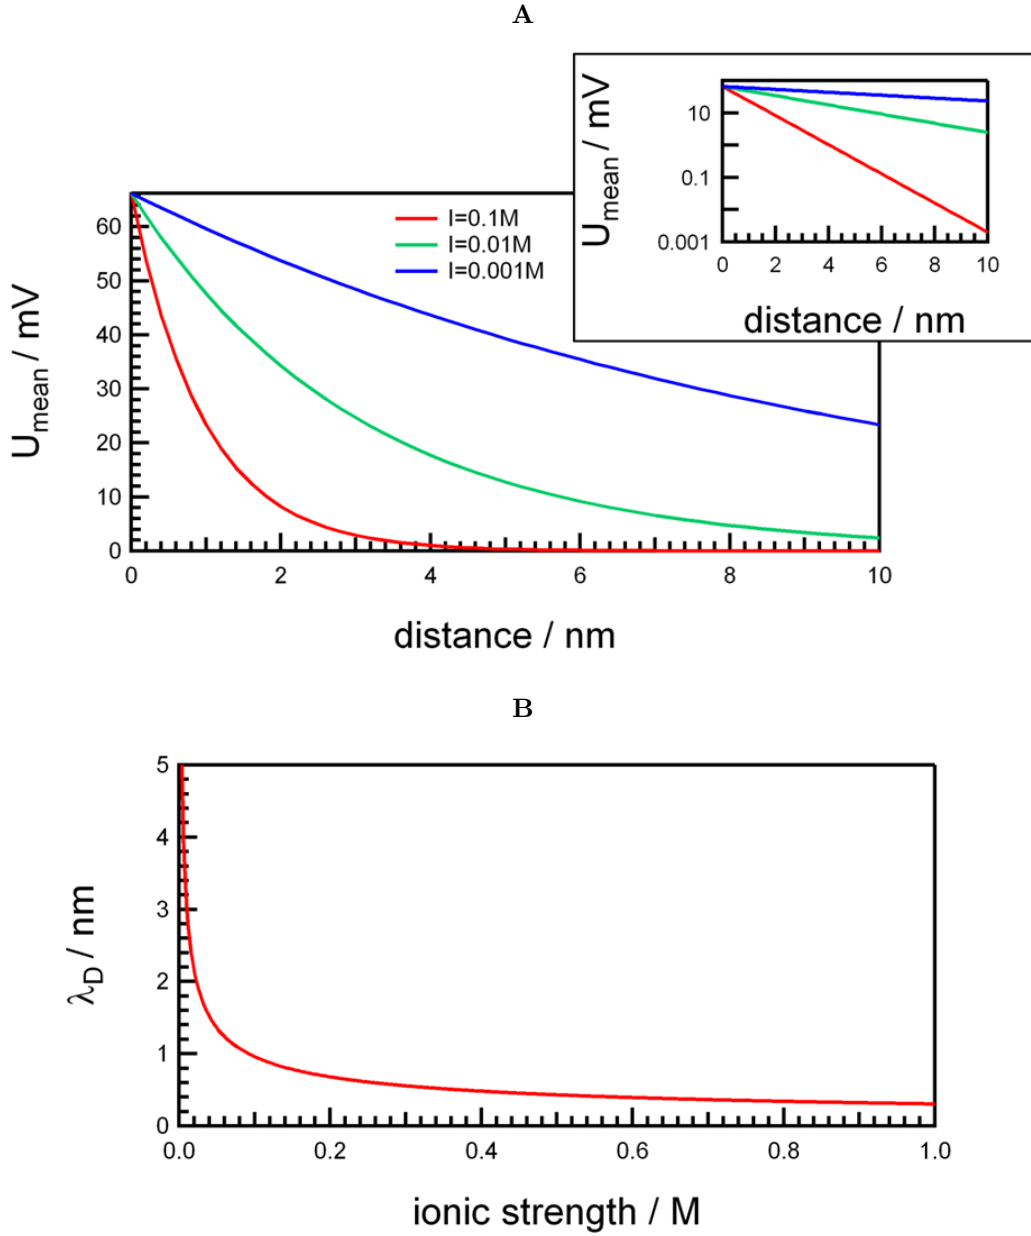 A
U_mean / mV
10
0.1
0.001
0 2 4 6 8 10
distance / nm
I=0.1M
I=0.01M
I=0.001M
U_mean / mV
60
50
40
30
20
10
0
0 2 4 6 8 10
distance / nm
B
λ_D / nm
5
4
3
2
1
0
0.0 0.2 0.4 0.6 0.8 1.0
ionic strength / M